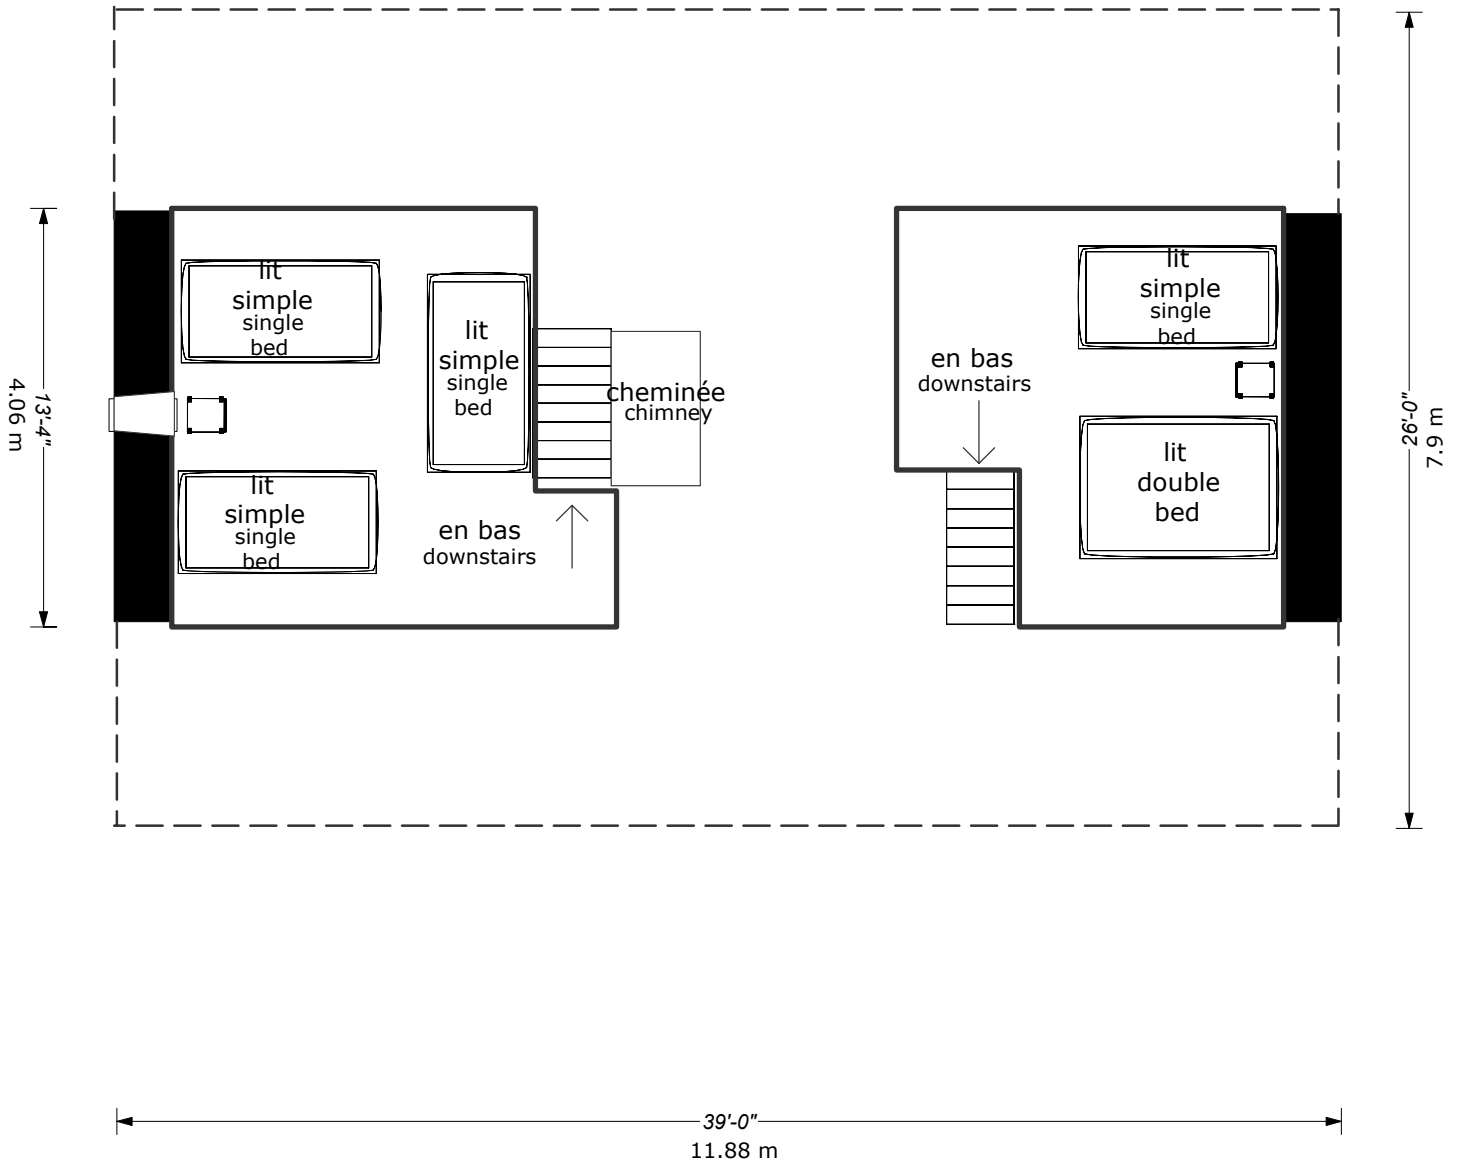 lit
simple
single
bed
lit
simple
single
bed
lit
simple
single
bed
en bas
downstairs
cheminée
chimney
en bas
downstairs
lit
simple
single
bed
lit
double
bed
13'-4"
4.06 m
26'-0"
7.9 m
39'-0"
11.88 m